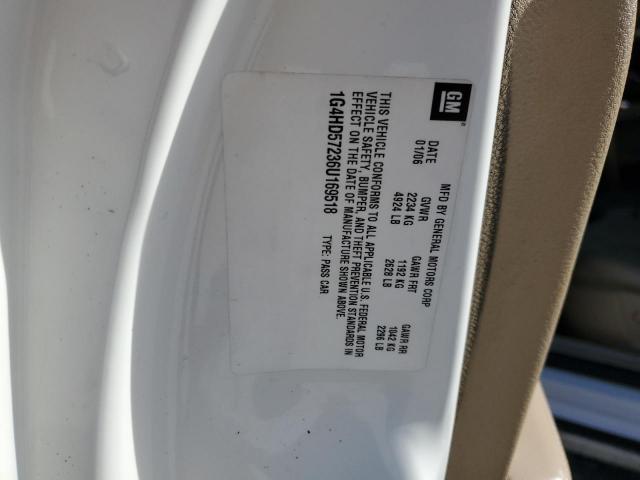 GM
MFD BY GENERAL MOTORS CORP
DATE GVWR GAWR FRT GAWR RR
01/06 2234 KG 1192 KG 1042 KG
4924 LB 2628 LB 2296 LB
THIS VEHICLE CONFORMS TO ALL APPLICABLE U.S. FEDERAL MOTOR
VEHICLE SAFETY, BUMPER, AND THEFT PREVENTION STANDARDS IN
EFFECT ON THE DATE OF MANUFACTURE SHOWN ABOVE.
1G4HD57236U169518 TYPE: PASS CAR